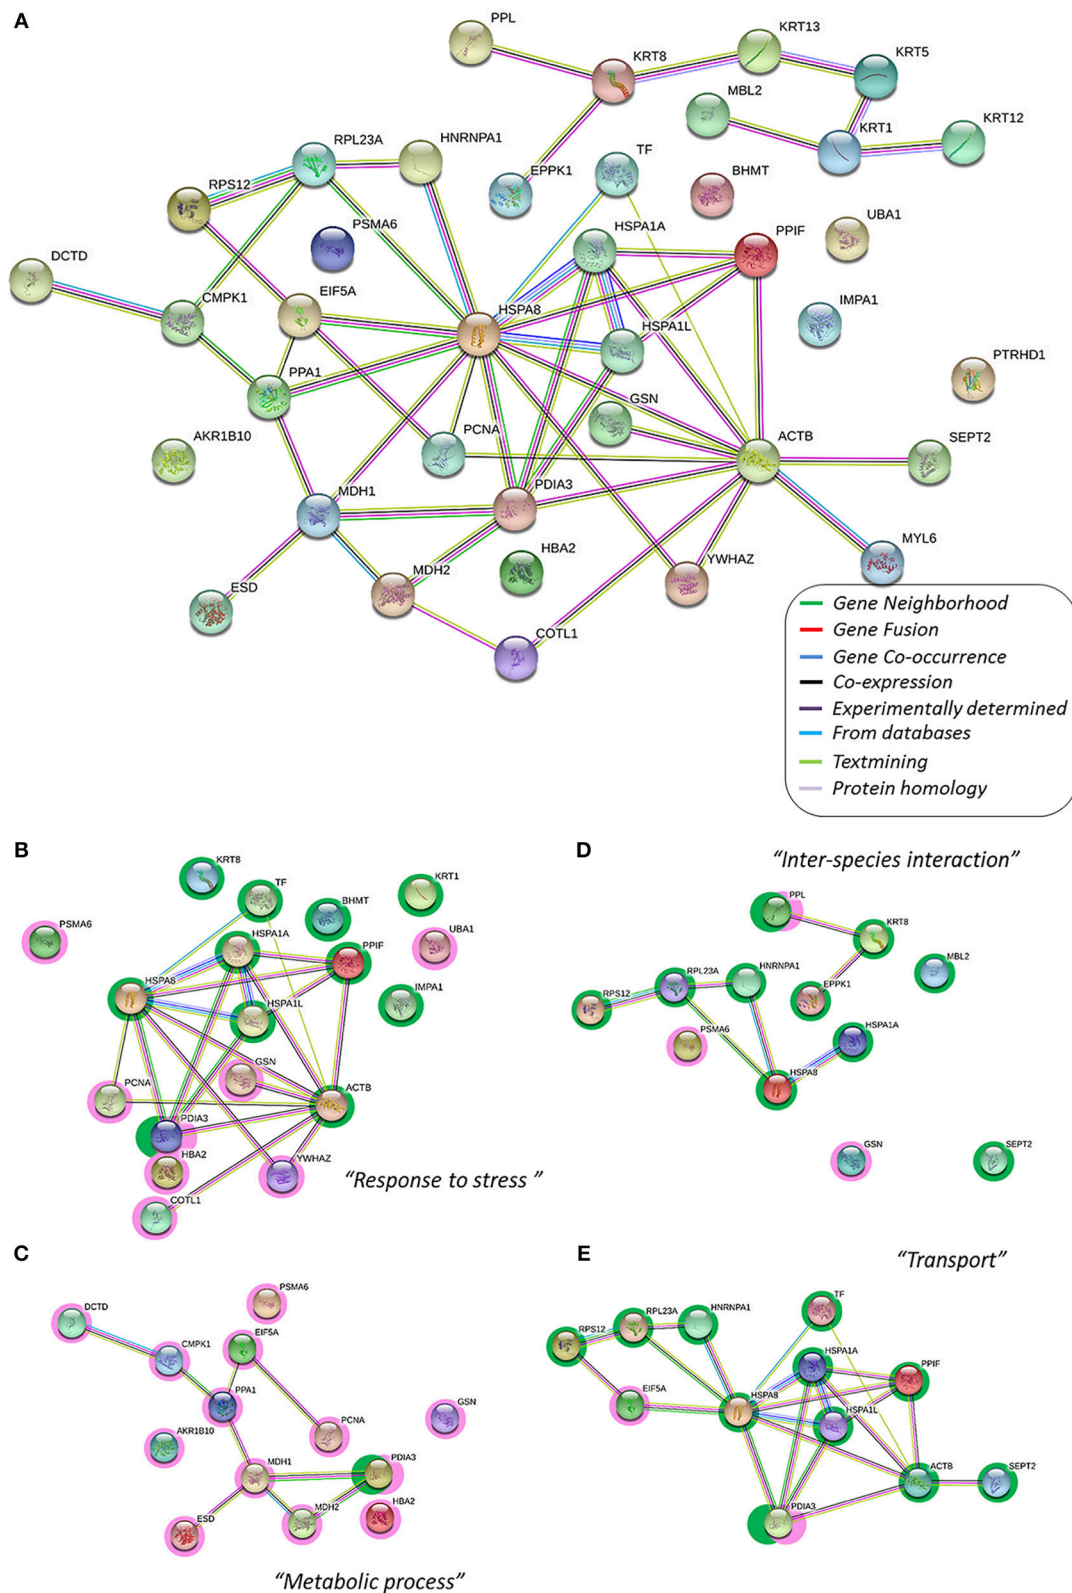 A
PPL
KRT13
KRT8
KRT5
MBL2
KRT12
KRT1
HNRNPA1
RPL23A
TF
EPPK1
BHMT
RPS12
UBA1
PSMA6
HSPA1A
PPIF
DCTD
CMPK1
EIF5A
HSPA8
IMPA1
HSPA1L
PTRHD1
PPA1
GSN
AKR1B10
PCNA
ACTB
SEPT2
MDH1
PDIA3
MYL6
HBA2
YWHAZ
ESD
MDH2
COTL1
Gene Neighborhood
Gene Fusion
Gene Co-occurrence
Co-expression
Experimentally determined
From databases
Textmining
Protein homology
B
KRT8
TF
KRT1
BHMT
PSMA6
UBA1
HSPA1A
PPIF
HSPA8
IMPA1
HSPA1L
GSN
PCNA
ACTB
PDIA3
HBA2
YWHAZ
COTL1
“Response to stress ”
D
“Inter-species interaction”
PPL
KRT8
MBL2
HNRNPA1
RPL23A
EPPK1
RPS12
PSMA6
HSPA1A
HSPA8
GSN
SEPT2
C
PSMA6
DCTD
EIF5A
CMPK1
PPA1
GSN
PCNA
AKR1B10
MDH1
PDIA3
MDH2
HBA2
ESD
“Metabolic process”
E
“Transport”
TF
HNRNPA1
RPL23A
RPS12
HSPA1A
PPIF
EIF5A
HSPA8
HSPA1L
ACTB
SEPT2
PDIA3